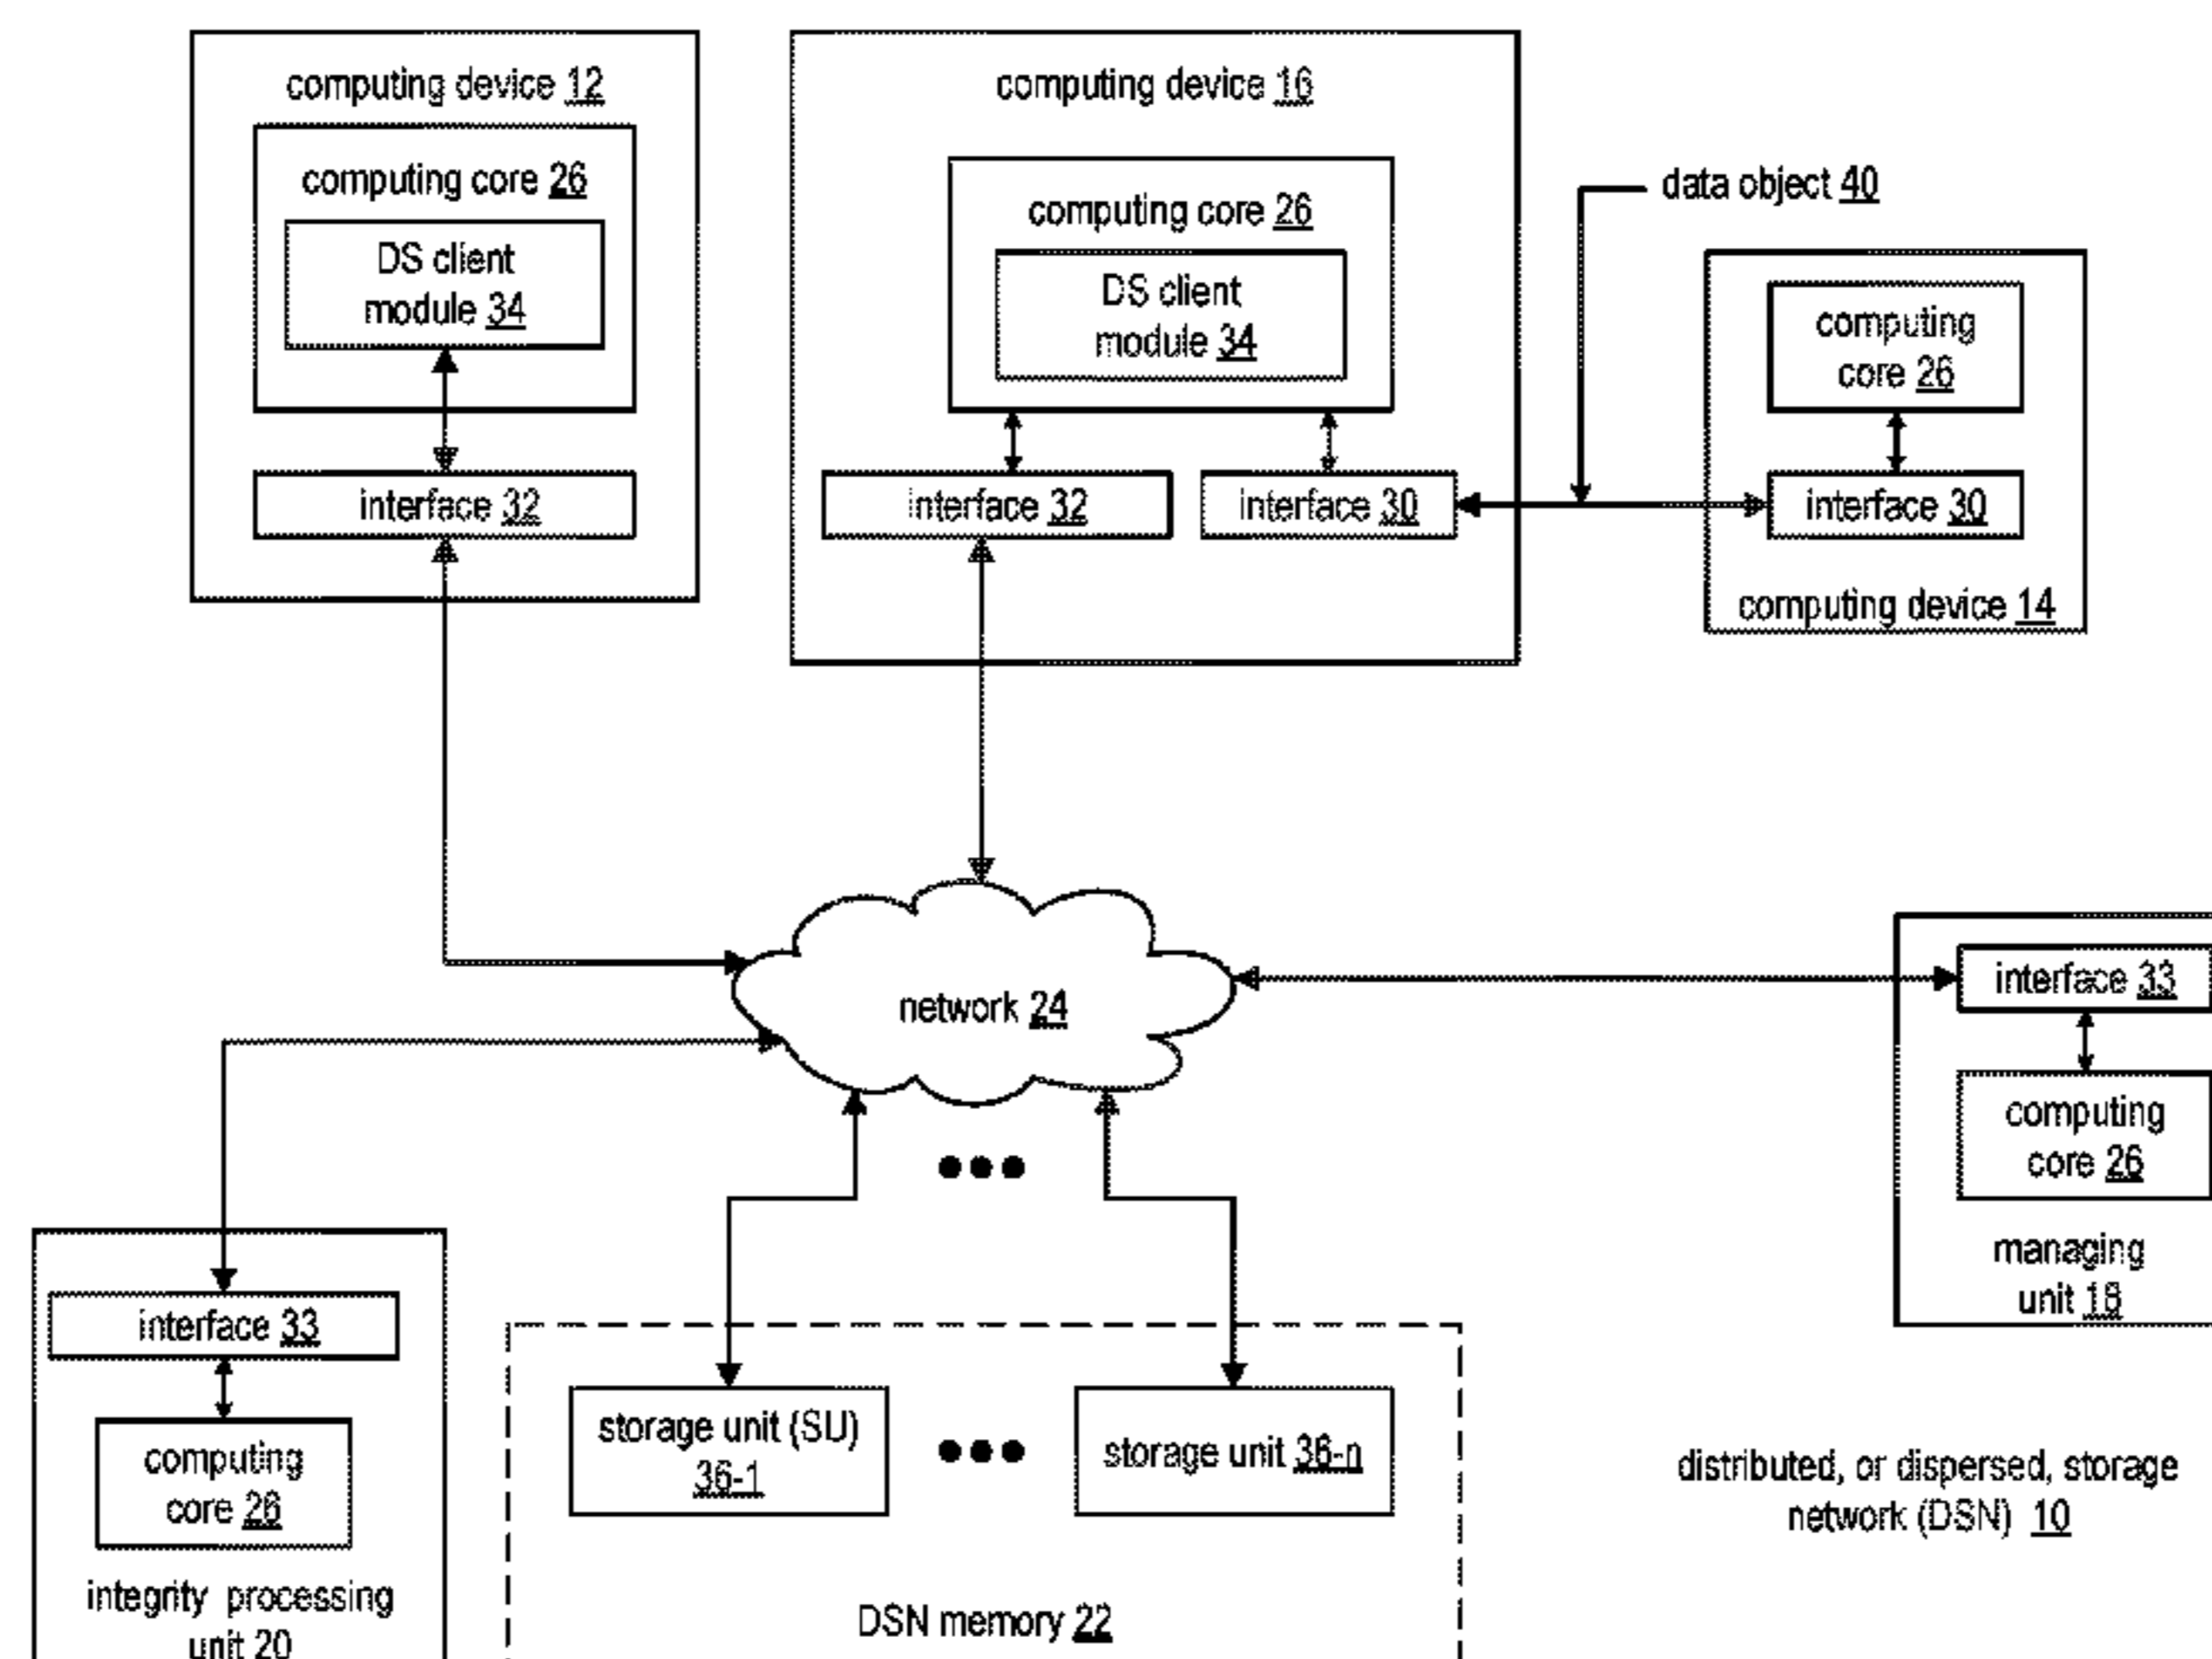 computing device 12
computing core 26
DS client
module 34
interface 32
computing device 16
computing core 26
DS client
module 34
interface 32
interface 30
data object 40
computing
core 26
interface 30
computing device 14
network 24
interface 33
computing
core 26
managing
unit 18
interface 33
computing
core 26
integrity processing
unit 20
storage unit (SU)
36-1
storage unit 36-n
DSN memory 22
distributed, or dispersed, storage
network (DSN) 10